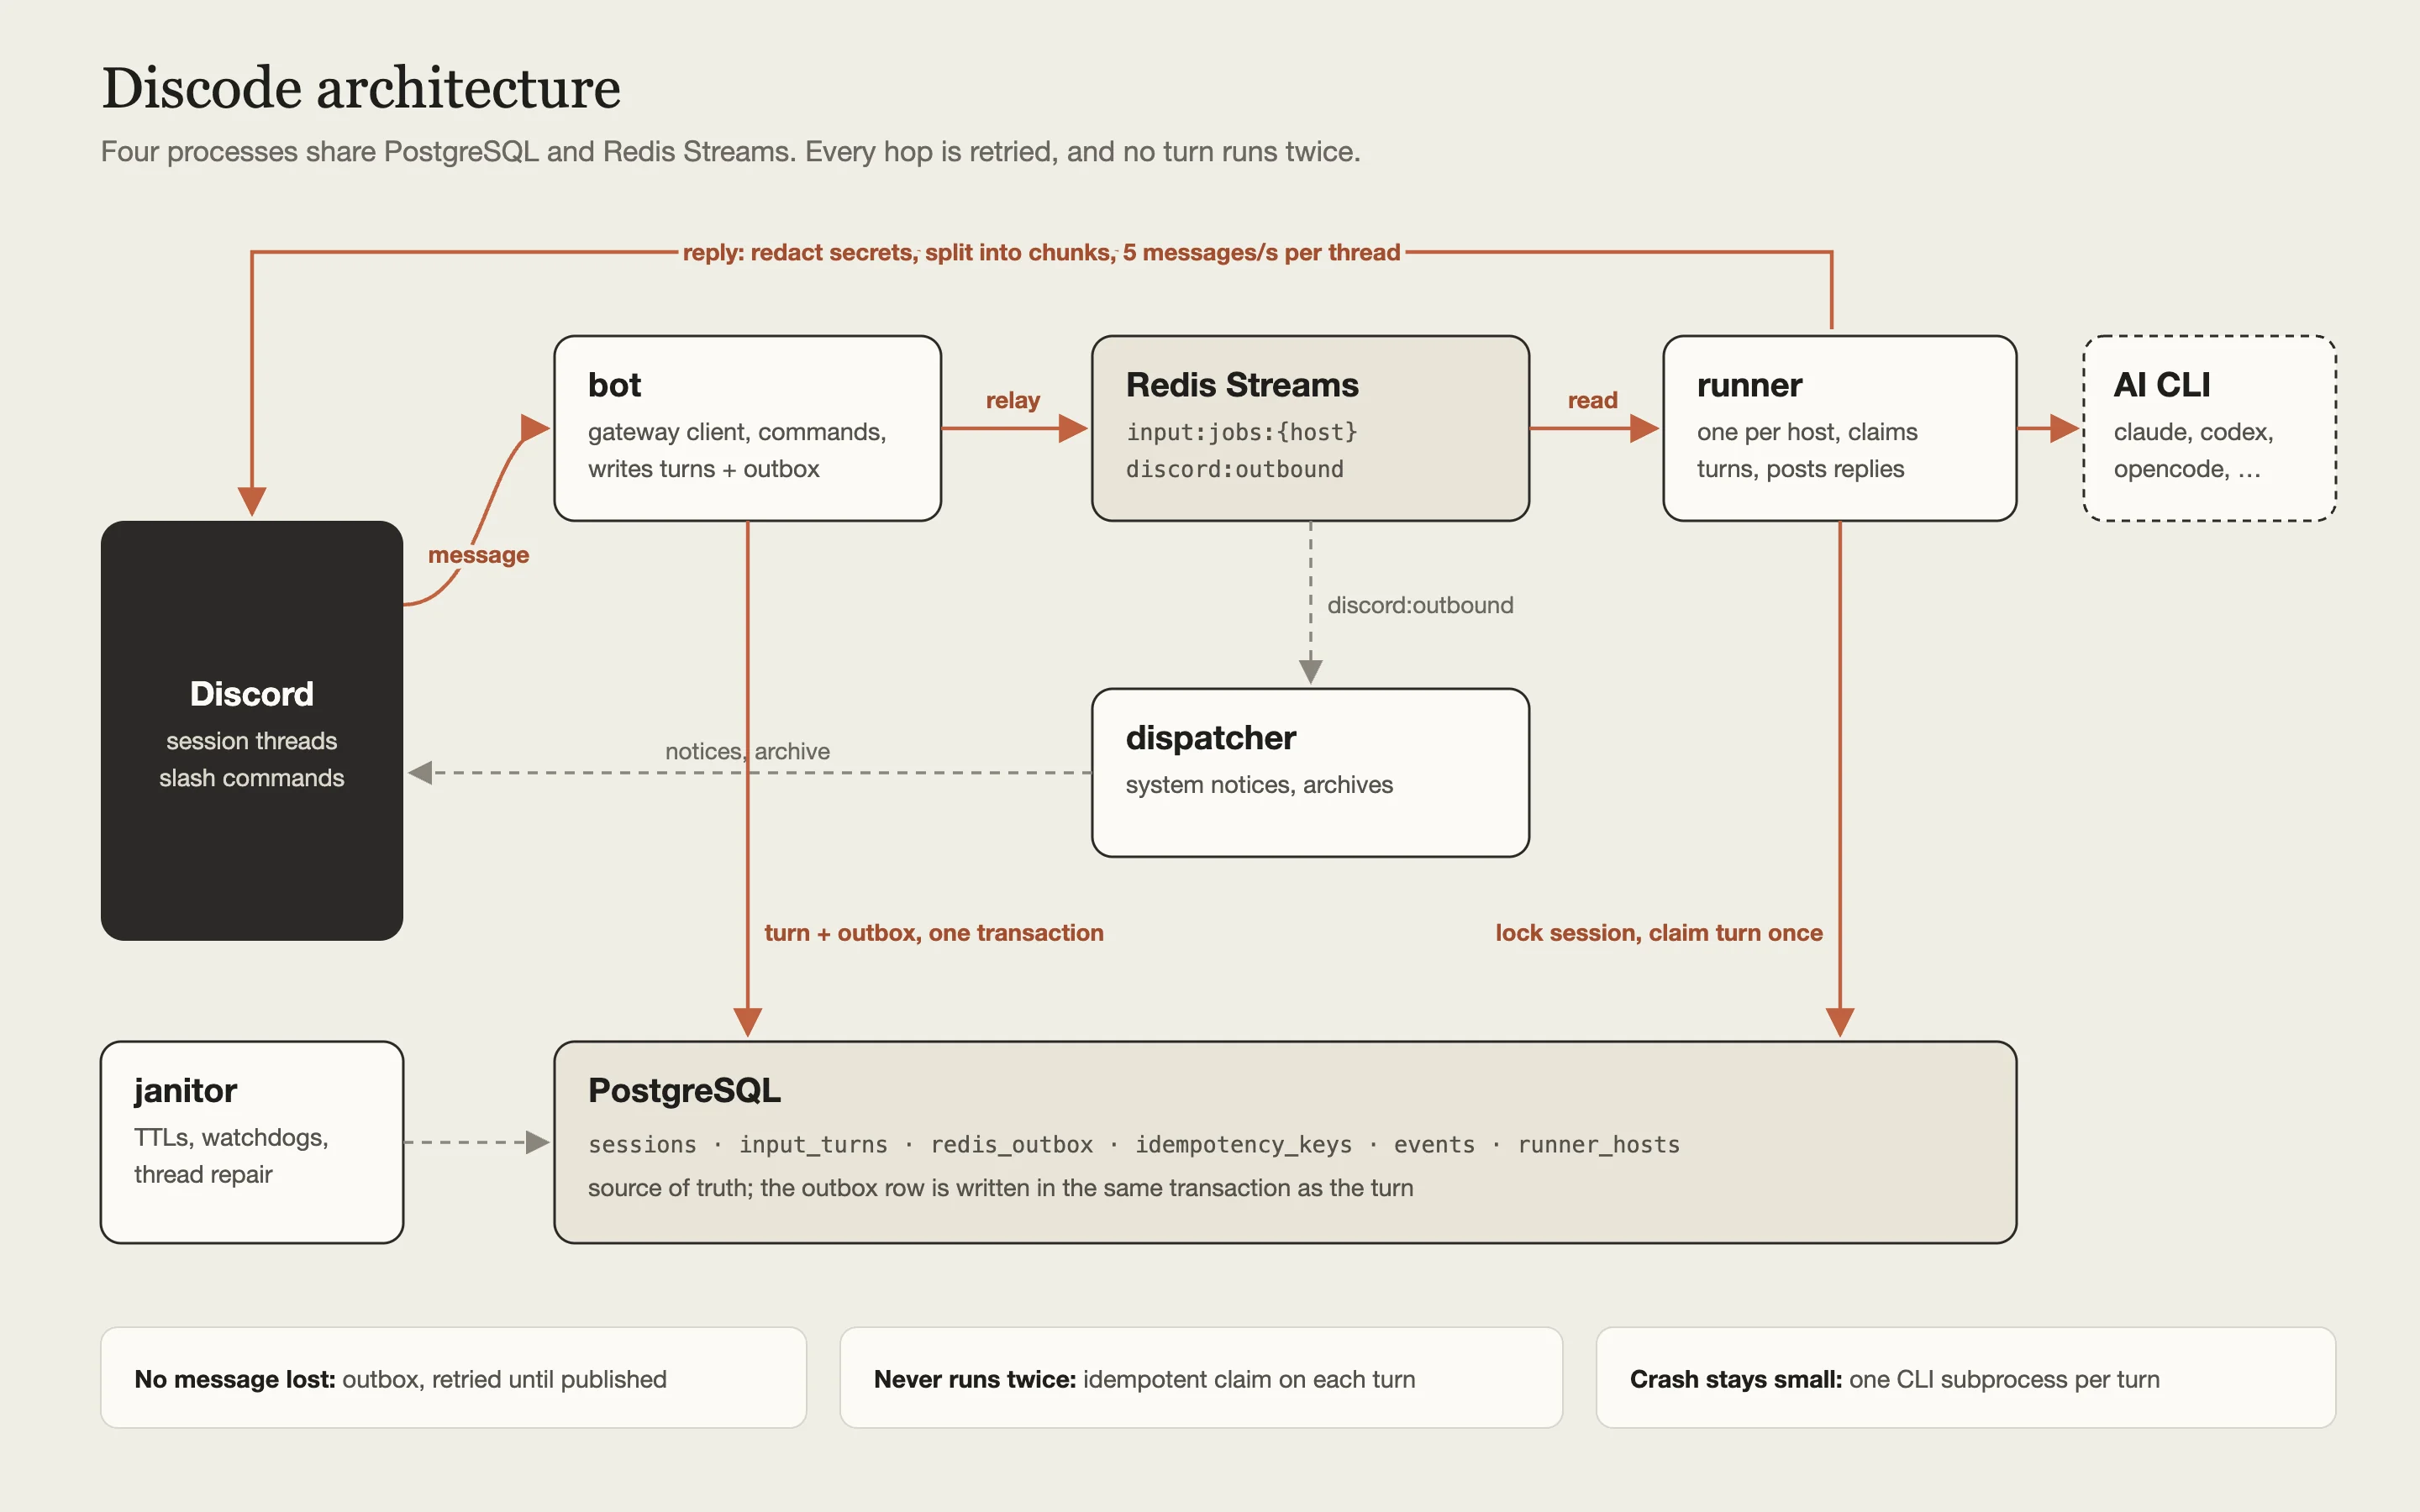 Discode architecture
Four processes share PostgreSQL and Redis Streams. Every hop is retried, and no turn runs twice.
reply: redact secrets, split into chunks, 5 messages/s per thread
bot
gateway client, commands,
writes turns + outbox
relay
Redis Streams
input:jobs:{host}
discord:outbound
read
runner
one per host, claims
turns, posts replies
AI CLI
claude, codex,
opencode, …
message
Discord
session threads
slash commands
discord:outbound
notices, archive
dispatcher
system notices, archives
turn + outbox, one transaction
lock session, claim turn once
janitor
TTLs, watchdogs,
thread repair
PostgreSQL
sessions · input_turns · redis_outbox · idempotency_keys · events · runner_hosts
source of truth; the outbox row is written in the same transaction as the turn
No message lost: outbox, retried until published
Never runs twice: idempotent claim on each turn
Crash stays small: one CLI subprocess per turn